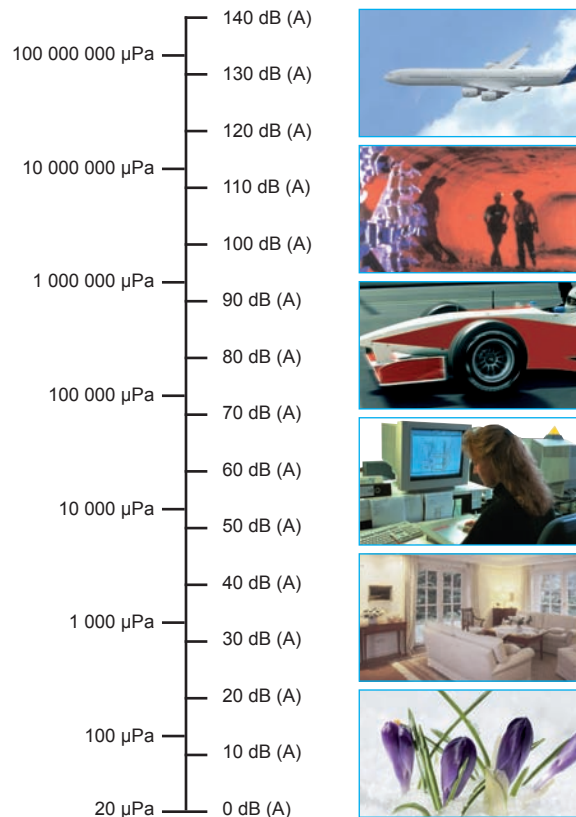 140 dB (A)
100 000 000 µPa
130 dB (A)
120 dB (A)
10 000 000 µPa
110 dB (A)
100 dB (A)
1 000 000 µPa
90 dB (A)
80 dB (A)
100 000 µPa
70 dB (A)
60 dB (A)
10 000 µPa
50 dB (A)
40 dB (A)
1 000 µPa
30 dB (A)
20 dB (A)
100 µPa
10 dB (A)
20 µPa 0 dB (A)